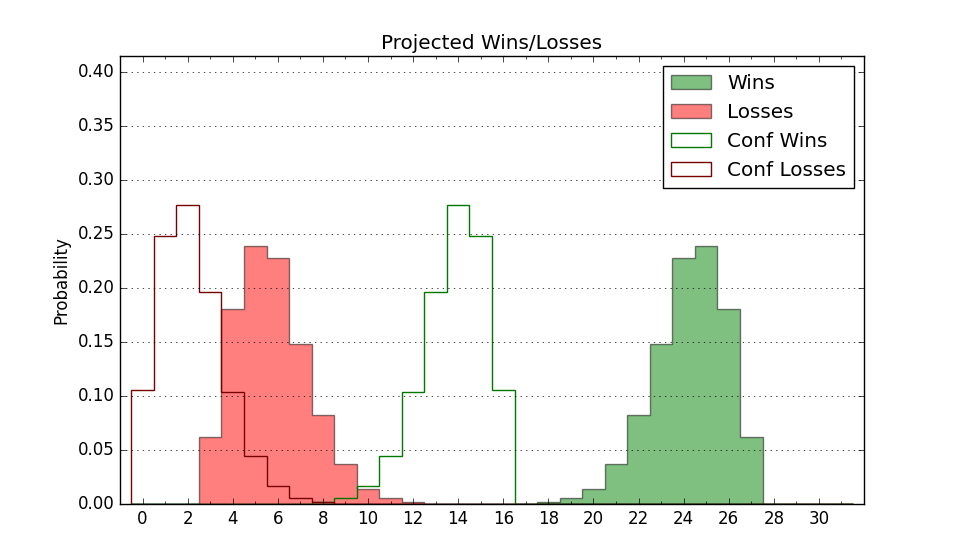 Projected Wins/Losses
0.40
0.35
0.30
0.25
0.20
0.15
0.10
0.05
0.00
Probability
Wins
Losses
Conf Wins
Conf Losses
0 2 4 6 8 10 12 14 16 18 20 22 24 26 28 30